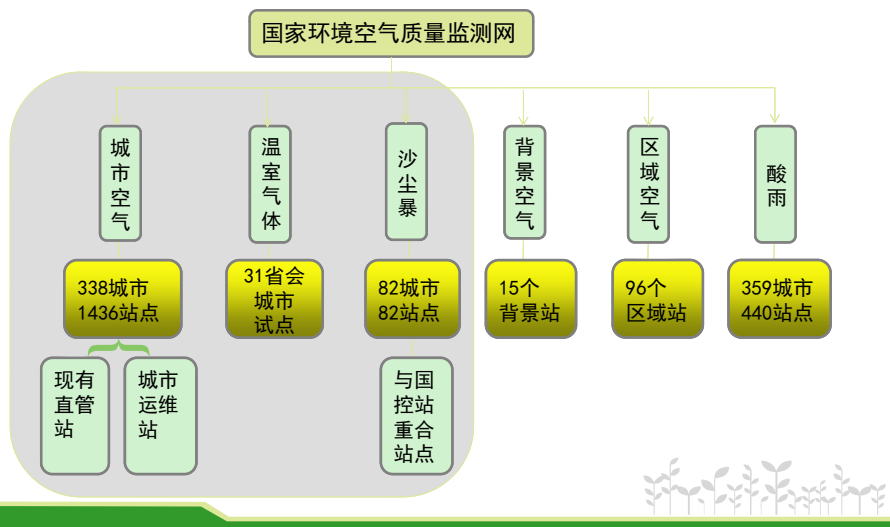 国家环境空气质量监测网
城市空气
温室气体
沙尘暴
背景空气
区域空气
酸雨
338城市
1436站点
31省会
城市
试点
82城市
82站点
15个
背景站
96个
区域站
359城市
440站点
现有
直管
站
城市
运维
站
与国
控站
重合
站点